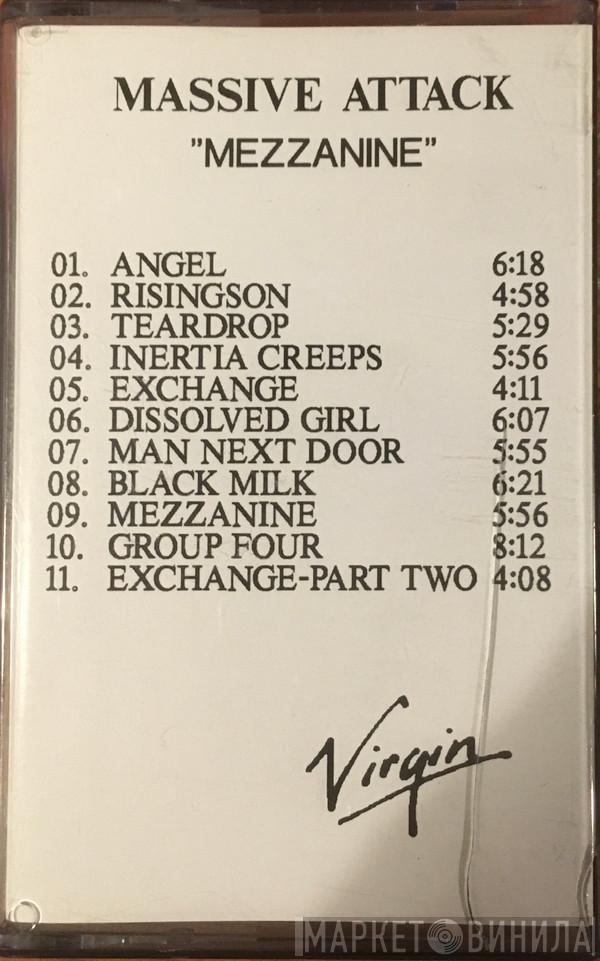 MASSIVE ATTACK
"MEZZANINE"
01. ANGEL 6:18
02. RISINGSON 4:58
03. TEARDROP 5:29
04. INERTIA CREEPS 5:56
05. EXCHANGE 4:11
06. DISSOLVED GIRL 6:07
07. MAN NEXT DOOR 5:55
08. BLACK MILK 6:21
09. MEZZANINE 5:56
10. GROUP FOUR 8:12
11. EXCHANGE-PART TWO 4:08
Virgin
МАРКЕТ ВИНИЛА